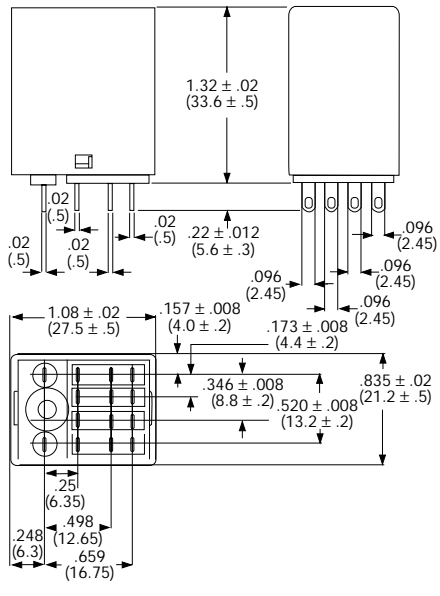 1.32 ± .02
(33.6 ± .5)
.02
(.5)
.02
(.5)
.02
(.5)
.02
(.5)
.22 ± .012
(5.6 ± .3)
.096
(2.45)
.096
(2.45)
.096
(2.45)
.096
(2.45)
1.08 ± .02
(27.5 ± .5)
.157 ± .008
(4.0 ± .2)
.173 ± .008
(4.4 ± .2)
.346 ± .008
(8.8 ± .2)
.520 ± .008
(13.2 ± .2)
.835 ± .02
(21.2 ± .5)
.25
(6.35)
.498
(12.65)
.248
(6.3)
.659
(16.75)